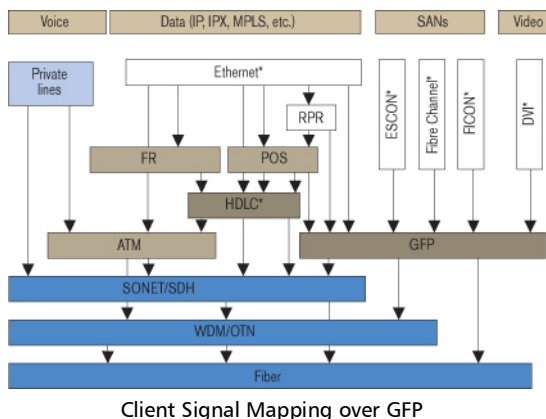 Voice
Data (IP, IPX, MPLS, etc.)
SANs
Video
Private
lines
Ethernet*
RPR
ESCON*
Fibre Channel*
FICON*
DVI*
FR
POS
HDLC*
ATM
GFP
SONET/SDH
WDM/OTN
Fiber
Client Signal Mapping over GFP